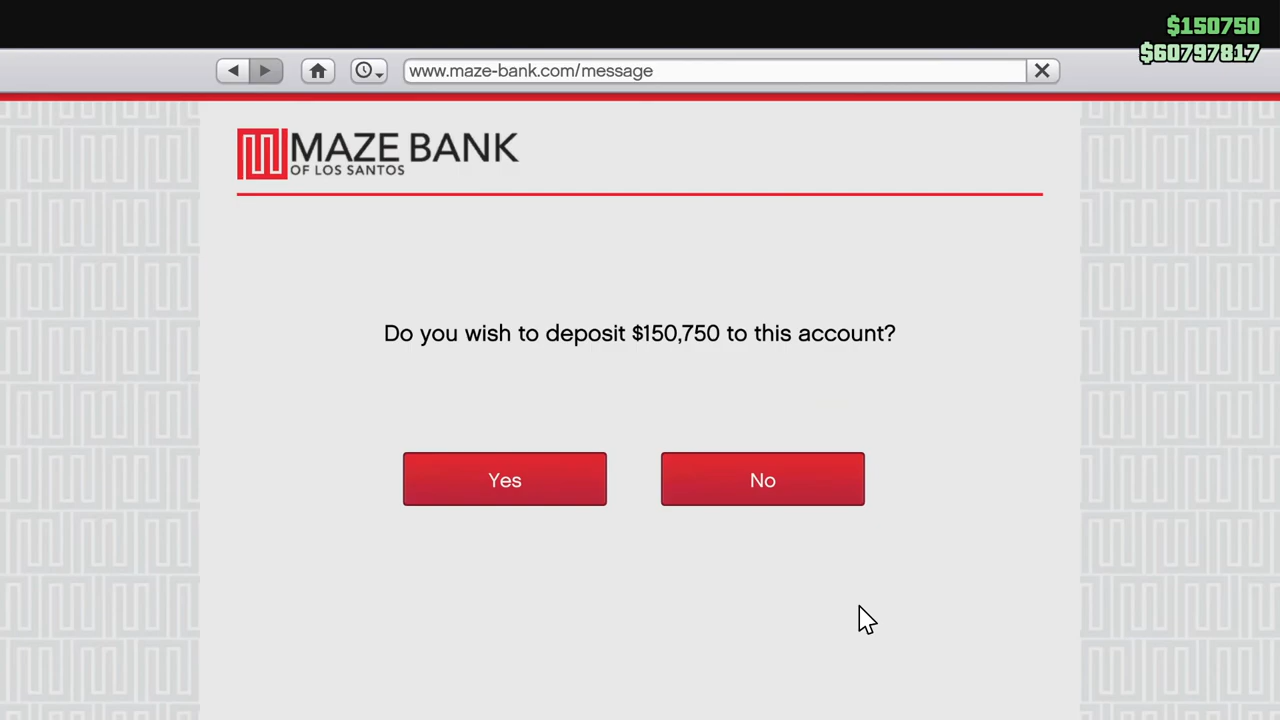 $150750
$60797817
www.maze-bank.com/message
MAZE BANK
OF LOS SANTOS
Do you wish to deposit $150,750 to this account?
Yes
No